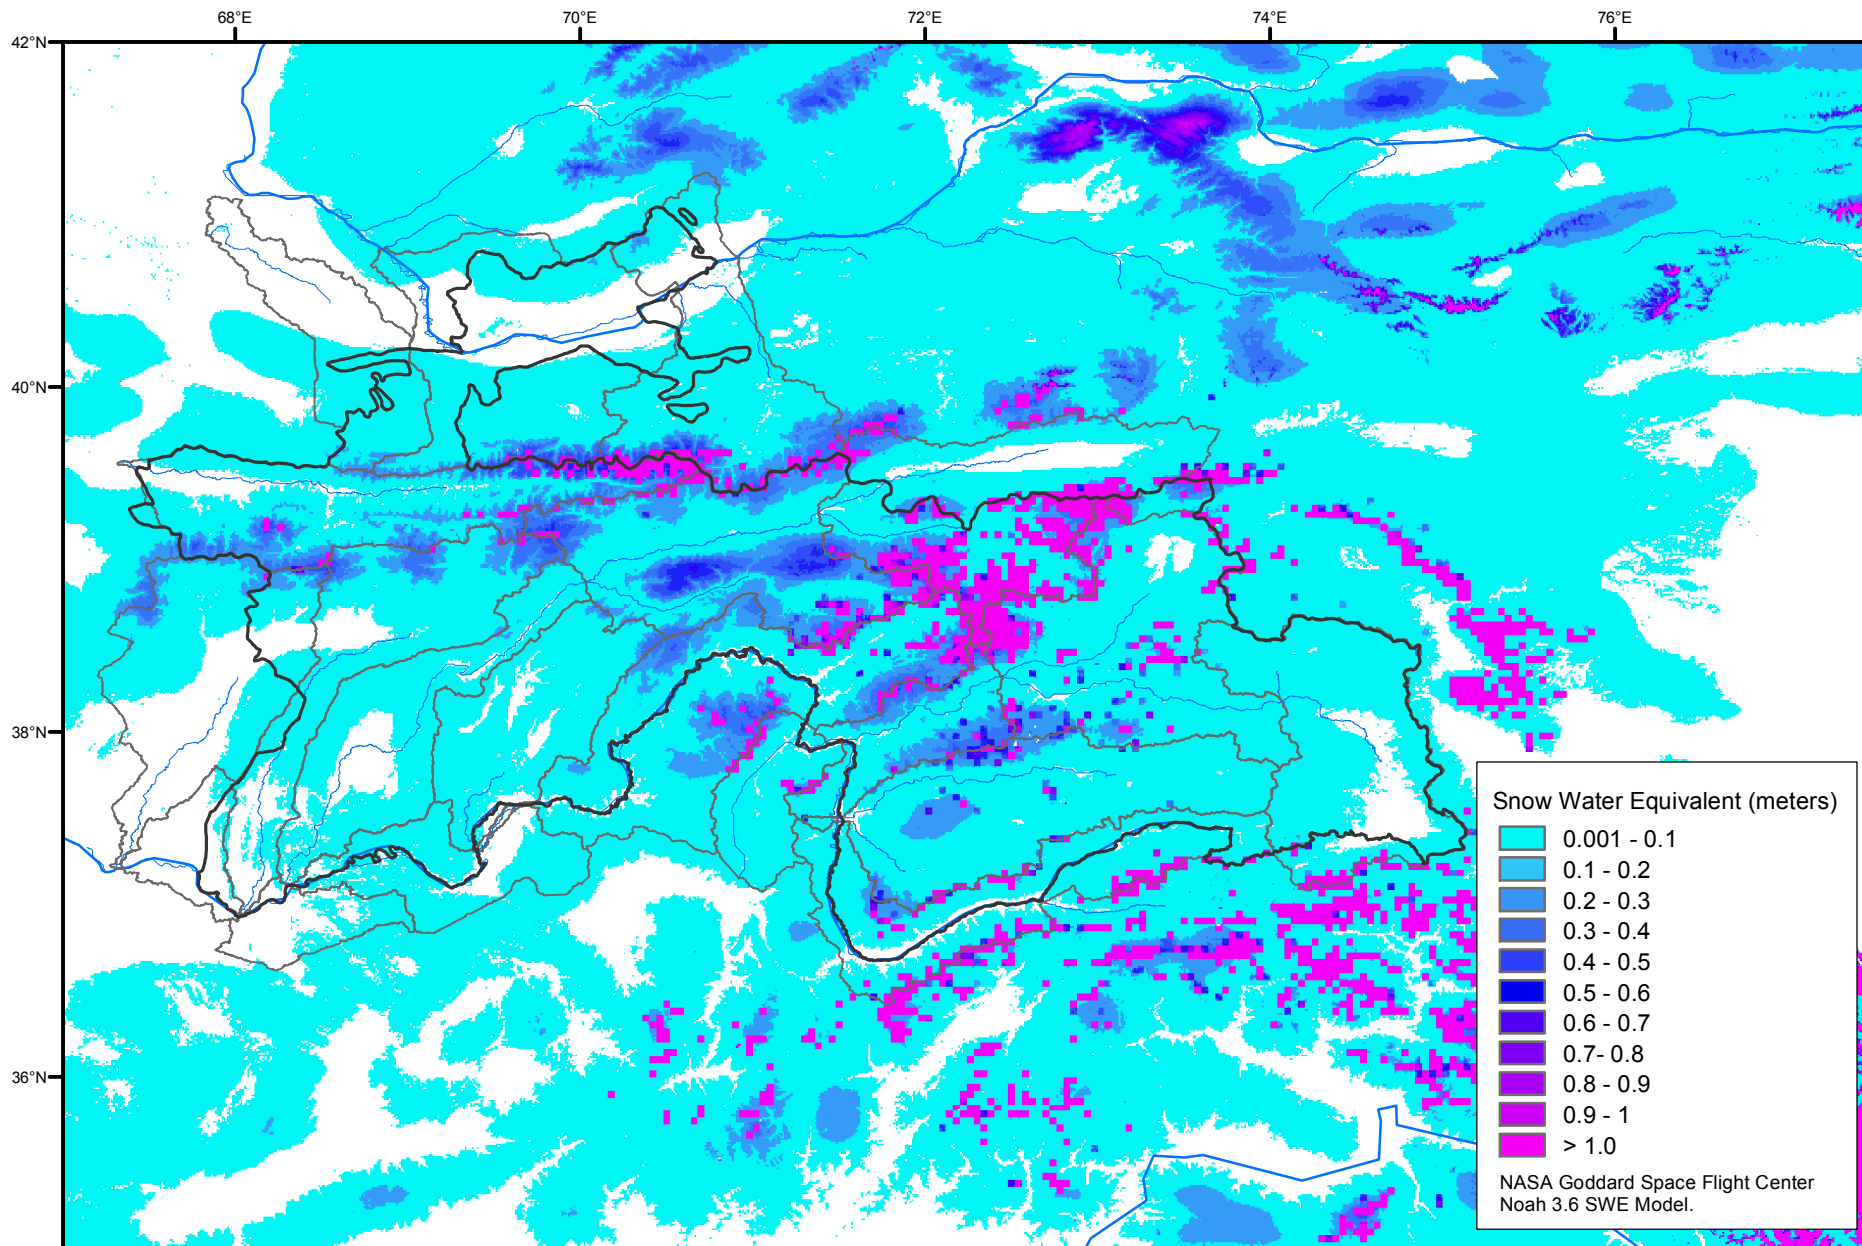 68°E
70°E
72°E
74°E
76°E
42°N
40°N
38°N
36°N
Snow Water Equivalent (meters)
0.001 - 0.1
0.1 - 0.2
0.2 - 0.3
0.3 - 0.4
0.4 - 0.5
0.5 - 0.6
0.6 - 0.7
0.7- 0.8
0.8 - 0.9
0.9 - 1
> 1.0
NASA Goddard Space Flight Center
Noah 3.6 SWE Model.